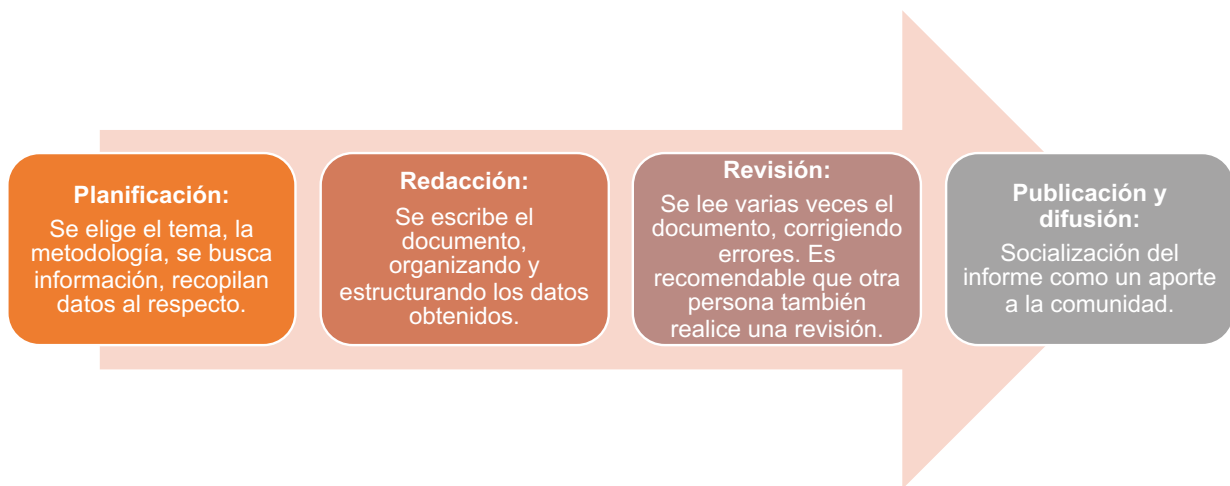 Planificación:
Se elige el tema, la
metodología, se busca
información, recopilan
datos al respecto.
Redacción:
Se escribe el
documento,
organizando y
estructurando los datos
obtenidos.
Revisión:
Se lee varias veces el
documento, corrigiendo
errores. Es
recomendable que otra
persona también
realice una revisión.
Publicación y
difusión:
Socialización del
informe como un aporte
a la comunidad.